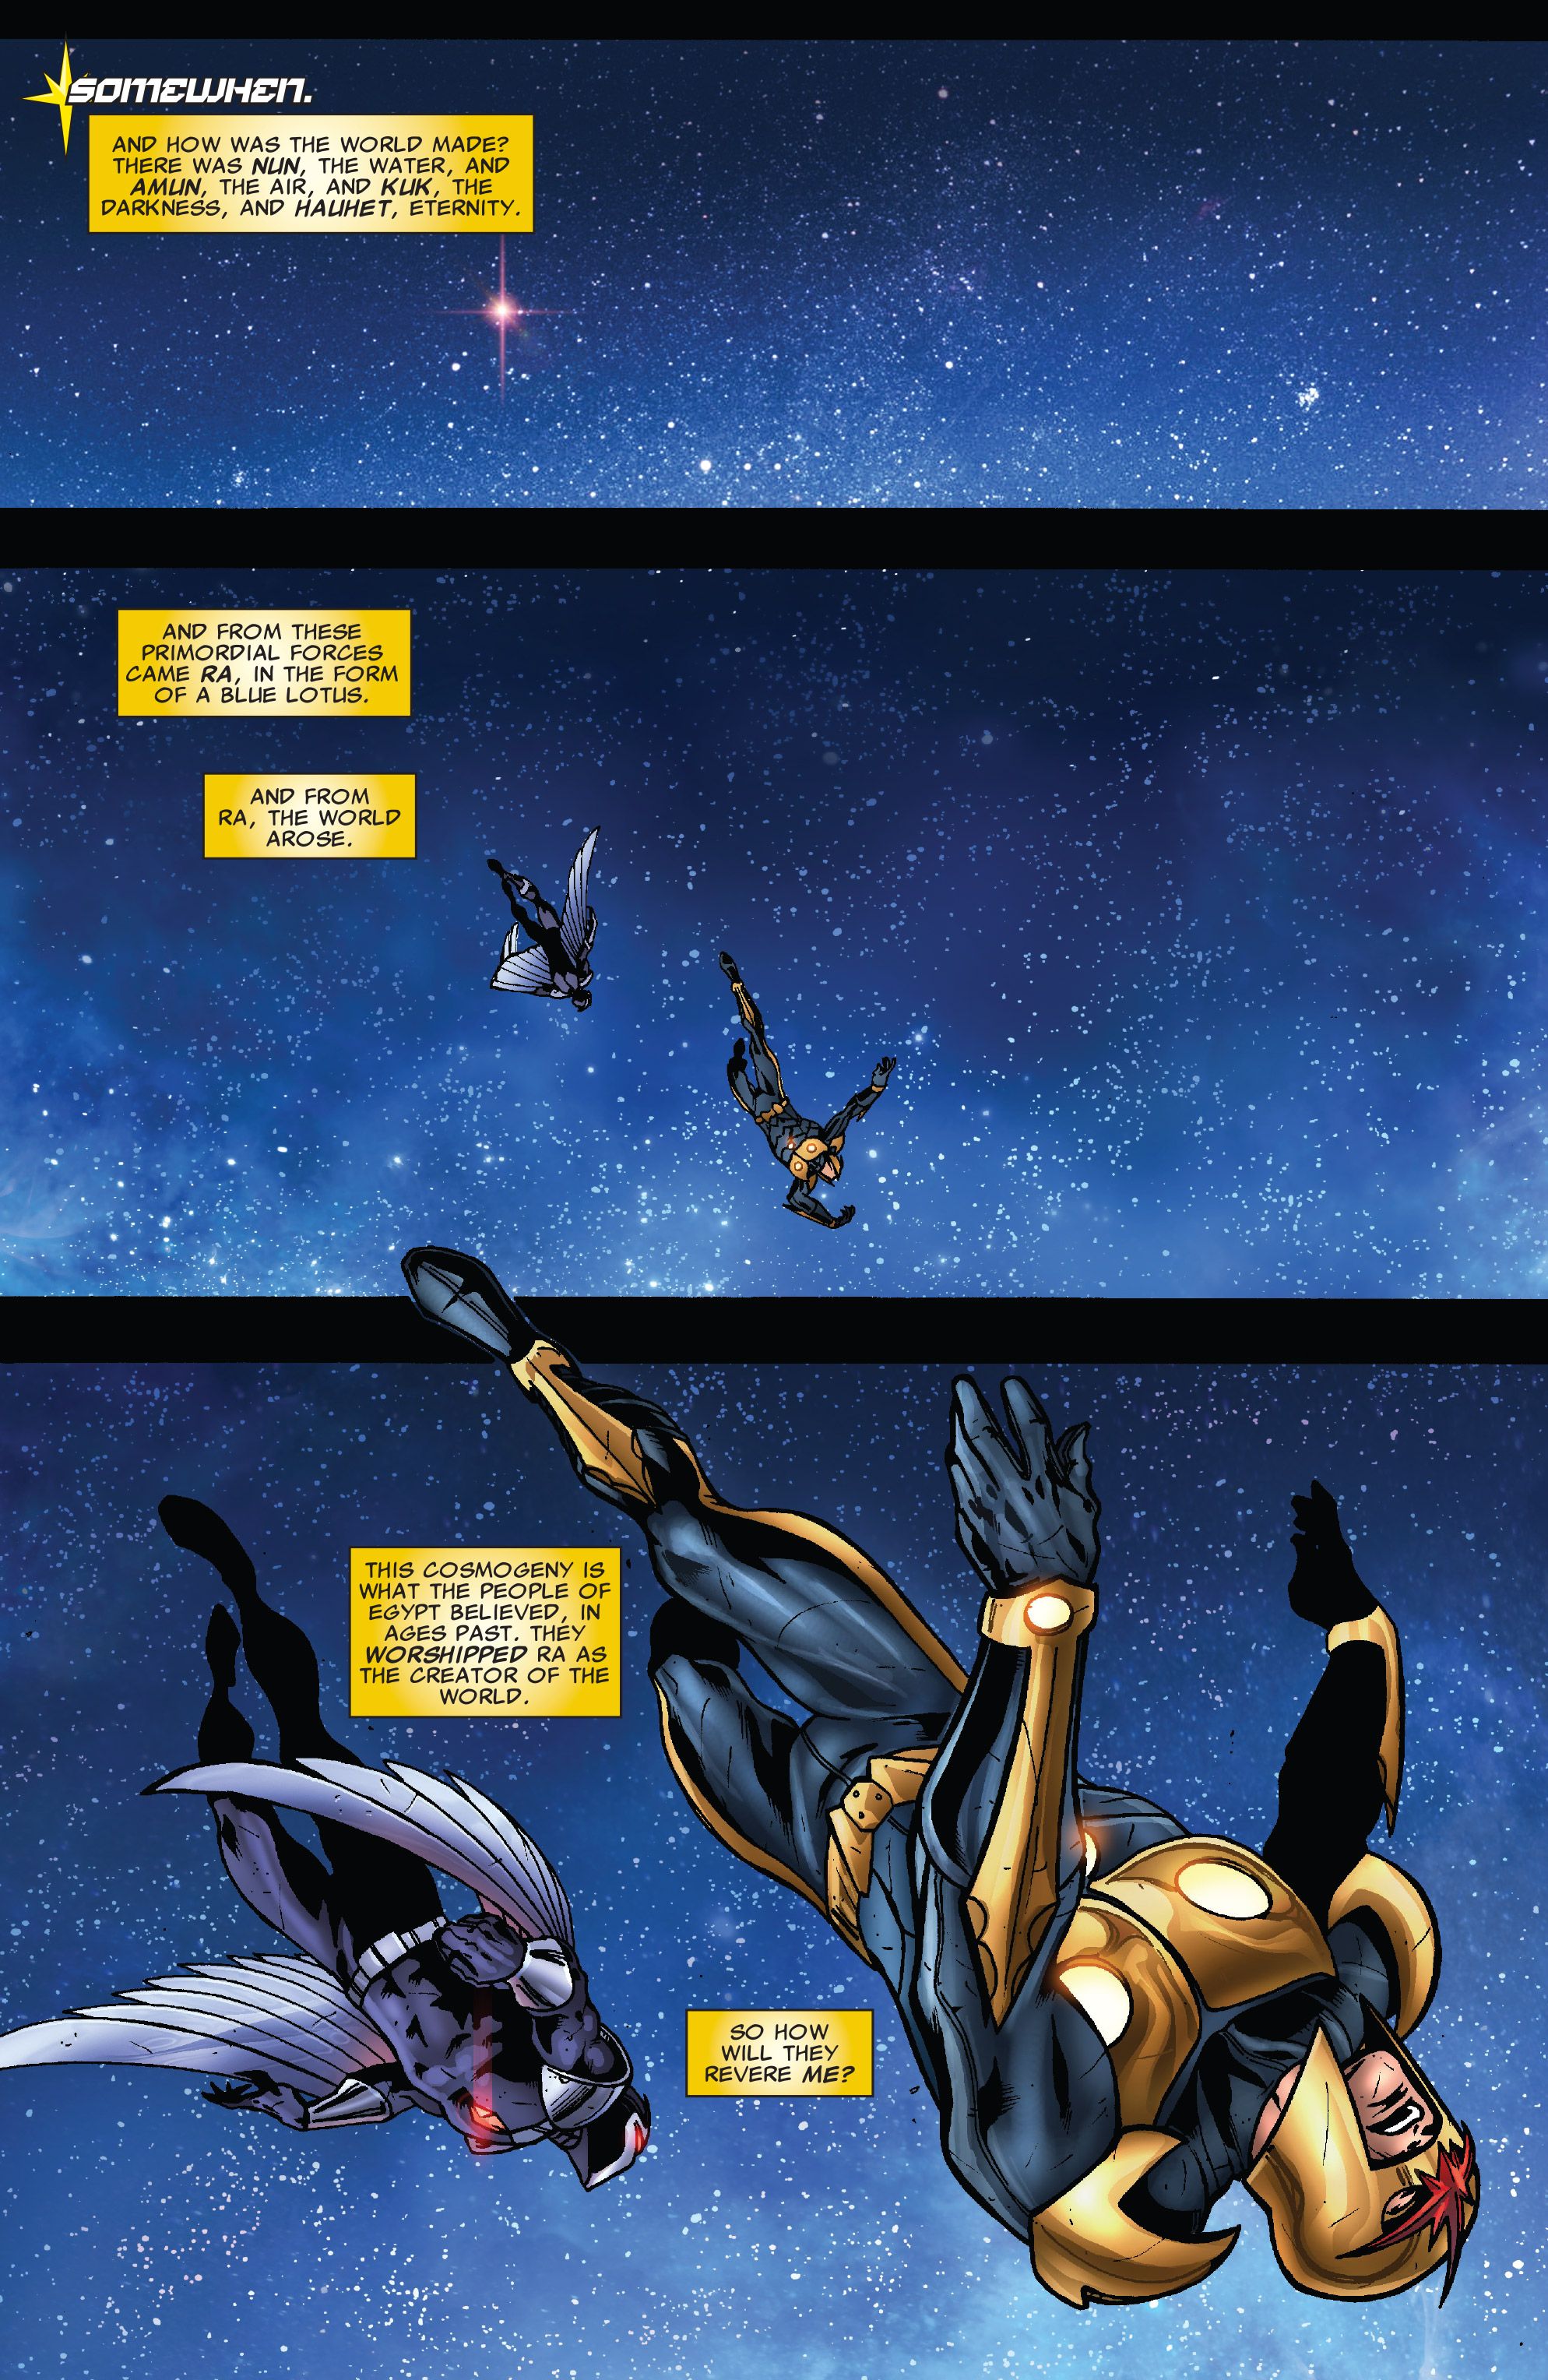 SOMEWHEN.
AND HOW WAS THE WORLD MADE?
THERE WAS NUN, THE WATER, AND
AMUN, THE AIR, AND KUK, THE
DARKNESS, AND HAUHET, ETERNITY.
AND FROM THESE
PRIMORDIAL FORCES
CAME RA, IN THE FORM
OF A BLUE LOTUS.
AND FROM
RA, THE WORLD
AROSE.
THIS COSMOGENY IS
WHAT THE PEOPLE OF
EGYPT BELIEVED, IN
AGES PAST. THEY
WORSHIPPED RA AS
THE CREATOR OF THE
WORLD.
SO HOW
WILL THEY
REVERE ME?